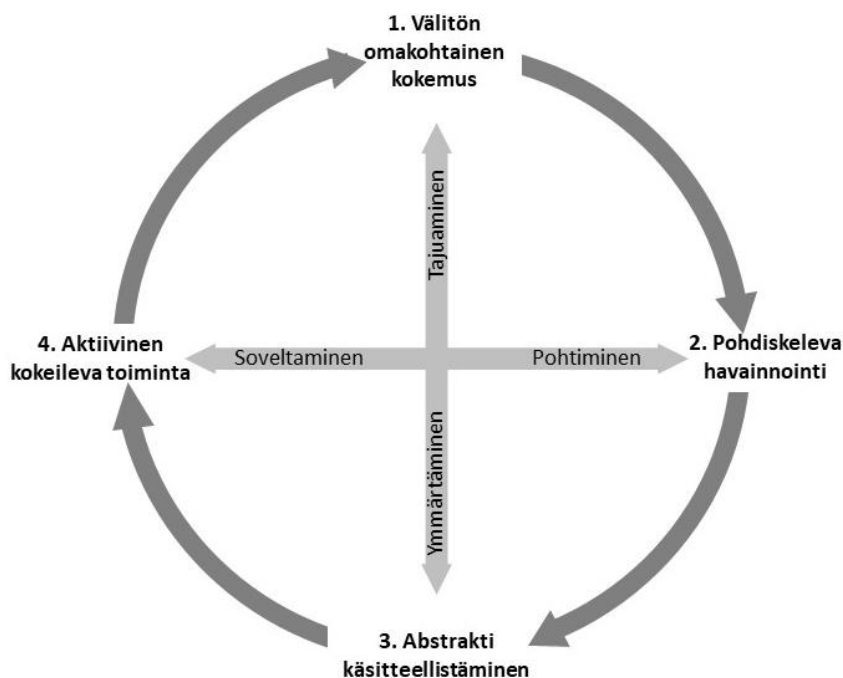 1. Välitön
omakohtainen
kokemus
Tajuaminen
4. Aktiivinen
kokeileva toiminta
Soveltaminen
Pohtiminen
2. Pohdiskeleva
havainnointi
Ymmärtäminen
3. Abstrakti
käsitteellistäminen